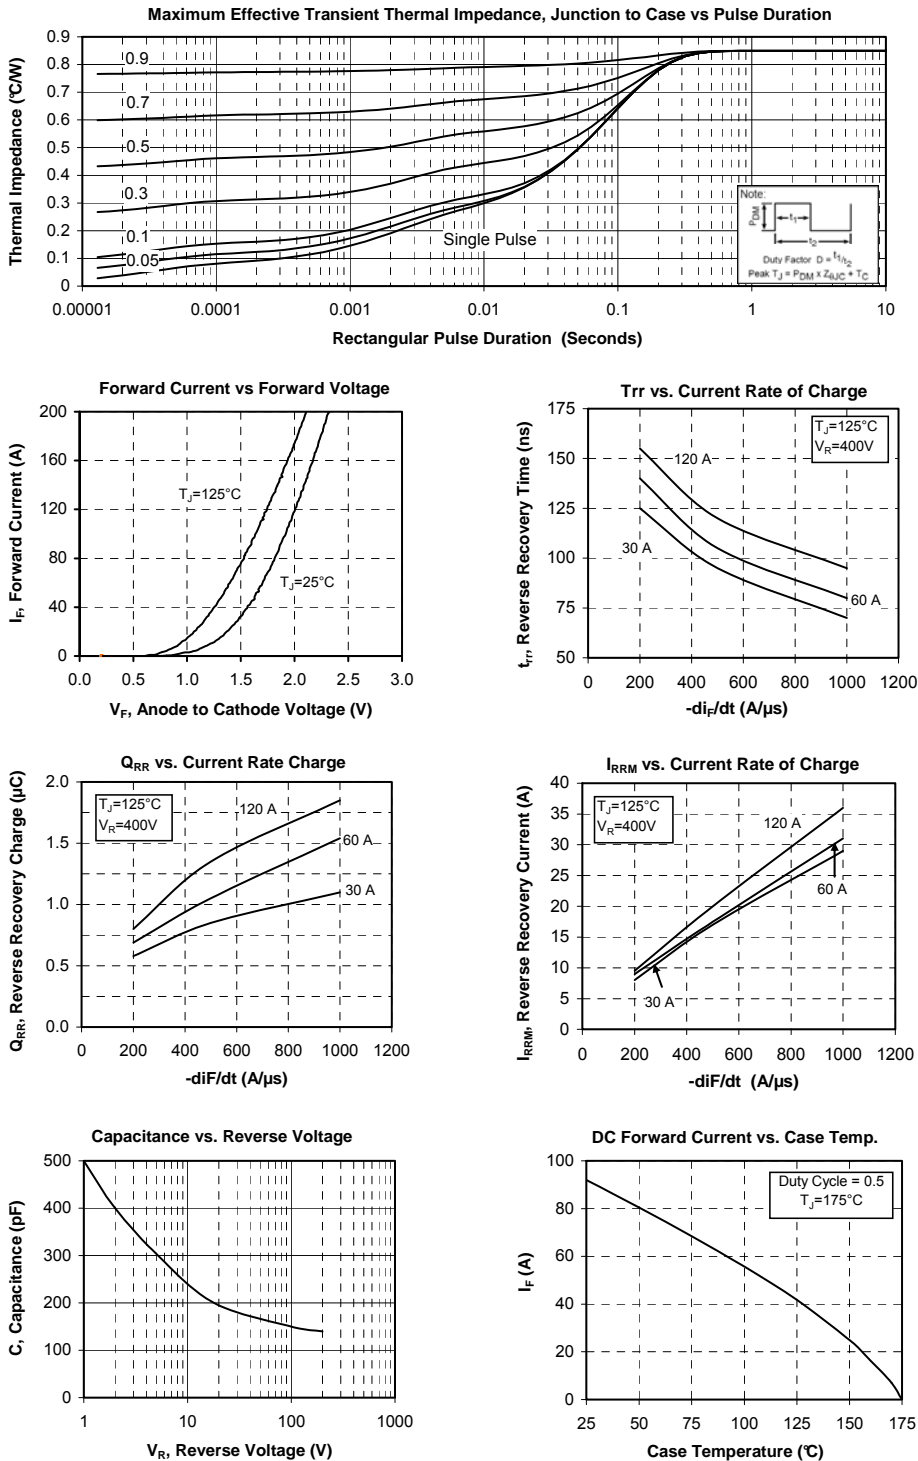 Maximum Effective Transient Thermal Impedance, Junction to Case vs Pulse Duration
Thermal Impedance (°C/W)
0.9
0.8
0.7
0.6
0.5
0.4
0.3
0.2
0.1
0
0.9
0.7
0.5
0.3
0.1
0.05
Single Pulse
Note:
PDM
t1
t2
Duty Factor D = t1/t2
Peak TJ = PDM x ZθJC + TC
0.00001 0.0001 0.001 0.01 0.1 1 10
Rectangular Pulse Duration (Seconds)
Forward Current vs Forward Voltage
IF, Forward Current (A)
200
160
120
80
40
0
TJ=125°C
TJ=25°C
0.0 0.5 1.0 1.5 2.0 2.5 3.0
VF, Anode to Cathode Voltage (V)
Trr vs. Current Rate of Charge
trr, Reverse Recovery Time (ns)
175
150
125
100
75
50
TJ=125°C
VR=400V
120 A
30 A
60 A
0 200 400 600 800 1000 1200
-diF/dt (A/µs)
QRR vs. Current Rate Charge
QRR, Reverse Recovery Charge (µC)
2.0
1.5
1.0
0.5
0.0
TJ=125°C
VR=400V
120 A
60 A
30 A
0 200 400 600 800 1000 1200
-diF/dt (A/µs)
IRRM vs. Current Rate of Charge
IRRM, Reverse Recovery Current (A)
40
35
30
25
20
15
10
5
0
TJ=125°C
VR=400V
120 A
60 A
30 A
0 200 400 600 800 1000 1200
-diF/dt (A/µs)
Capacitance vs. Reverse Voltage
C, Capacitance (pF)
500
400
300
200
100
0
1 10 100 1000
VR, Reverse Voltage (V)
DC Forward Current vs. Case Temp.
IF (A)
100
80
60
40
20
0
Duty Cycle = 0.5
TJ=175°C
25 50 75 100 125 150 175
Case Temperature (°C)